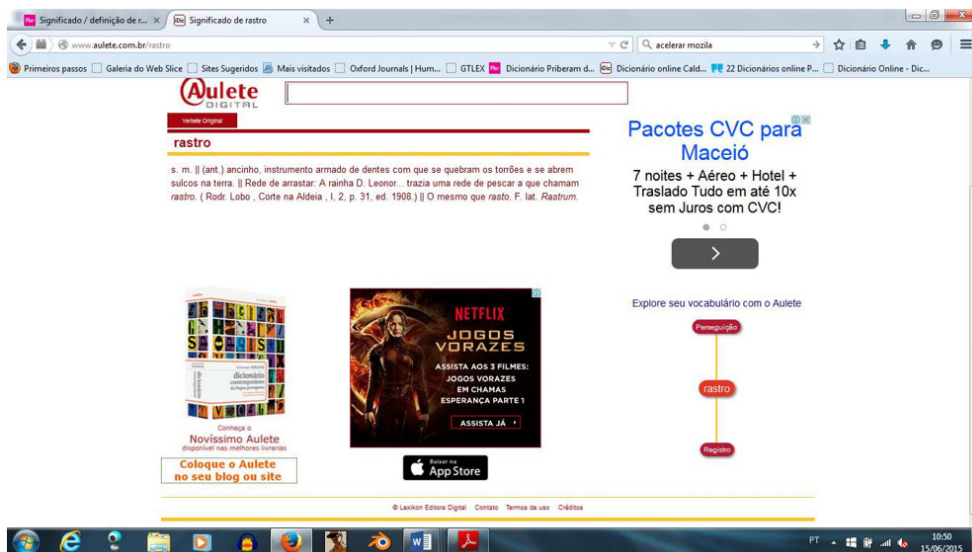 Significado / definição de r...
Significado de rastro
www.aulete.com.br/rastro
acelerar mozila
Primeiros passos
Galeria do Web Slice
Sites Sugeridos
Mais visitados
Oxford Journals | Hum...
GTLEX
Dicionário Priberam d...
Dicionário online Cald...
22 Dicionários online P...
Dicionário Online - Dic...
Aulete
DIGITAL
Verbete Original
rastro
s. m. || (ant.) ancinho, instrumento armado de dentes com que se quebram os torrões e se abrem
sulcos na terra. || Rede de arrastar: A rainha D. Leonor... trazia uma rede de pescar a que chamam
rastro. ( Rodr. Lobo , Corte na Aldeia , I, 2, p. 31, ed. 1908.) || O mesmo que rasto. F. lat. Rastrum.
Pacotes CVC para
Maceió
7 noites + Aéreo + Hotel +
Traslado Tudo em até 10x
sem Juros com CVC!
Explore seu vocabulário com o Aulete
Perseguição
rastro
Registro
dicionário
contemporâneo
da língua portuguesa
Conheça o
Novíssimo Aulete
disponível nas melhores livrarias
Coloque o Aulete
no seu blog ou site
NETFLIX
JOGOS
VORAZES
ASSISTA AOS 3 FILMES:
JOGOS VORAZES
EM CHAMAS
ESPERANÇA PARTE 1
ASSISTA JÁ
Baixar na
App Store
© Lexikon Editora Digital Contato Termos de uso Créditos
PT
10:50
15/06/2015